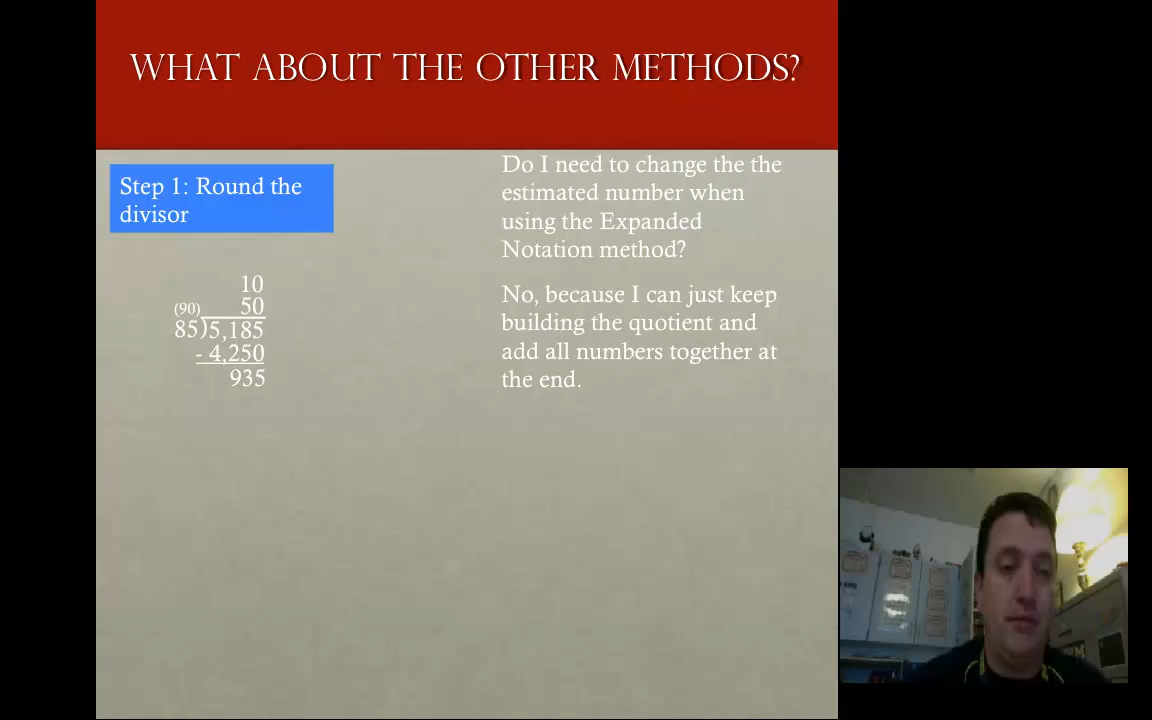 WHAT ABOUT THE OTHER METHODS?
Step 1: Round the
divisor
10
(90) 50
85)5,185
- 4,250
935
Do I need to change the the
estimated number when
using the Expanded
Notation method?
No, because I can just keep
building the quotient and
add all numbers together at
the end.